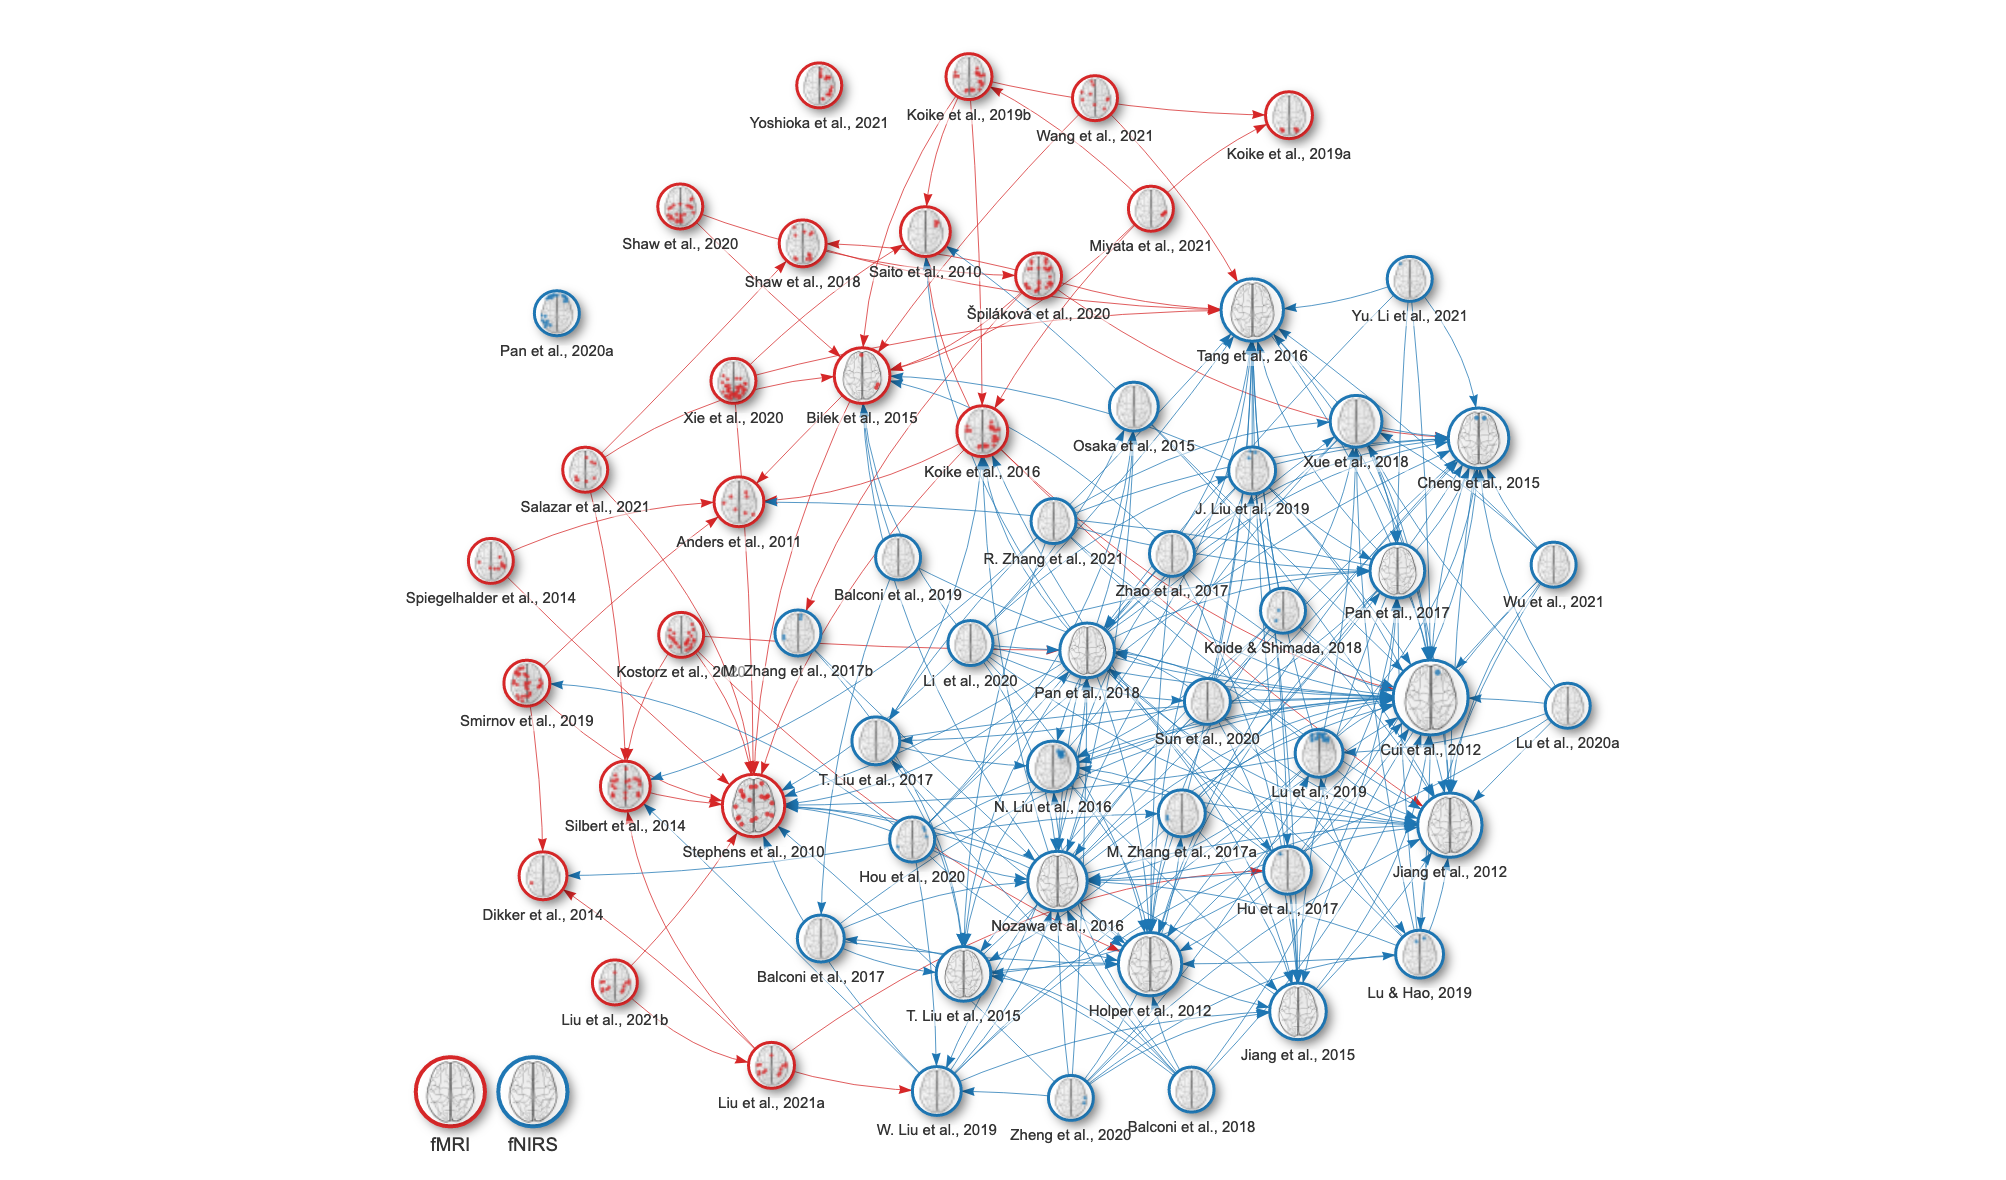 Yoshioka et al., 2021
Koike et al., 2019b
Wang et al., 2021
Koike et al., 2019a
Shaw et al., 2020
Shaw et al., 2018
Saito et al., 2010
Miyata et al., 2021
Špiláková et al., 2020
Yu. Li et al., 2021
Pan et al., 2020a
Tang et al., 2016
Xie et al., 2020
Bilek et al., 2015
Koike et al., 2016
Osaka et al., 2015
Xue et al., 2018
Cheng et al., 2015
Salazar et al., 2021
J. Liu et al., 2019
Anders et al., 2011
R. Zhang et al., 2021
Spiegelhalder et al., 2014
Balconi et al., 2019
Zhao et al., 2017
Pan et al., 2017
Wu et al., 2021
Koide & Shimada, 2018
Kostorz et al., 2020
M. Zhang et al., 2017b
Li et al., 2020
Pan et al., 2018
Smirnov et al., 2019
Sun et al., 2020
Cui et al., 2012
Lu et al., 2020a
T. Liu et al., 2017
N. Liu et al., 2016
Lu et al., 2019
Silbert et al., 2014
Stephens et al., 2010
M. Zhang et al., 2017a
Jiang et al., 2012
Hou et al., 2020
Dikker et al., 2014
Nozawa et al., 2016
Hu et al., 2017
Balconi et al., 2017
T. Liu et al., 2015
Holper et al., 2012
Lu & Hao, 2019
Liu et al., 2021b
Jiang et al., 2015
Liu et al., 2021a
W. Liu et al., 2019
Zheng et al., 2020
Balconi et al., 2018
fMRI
fNIRS